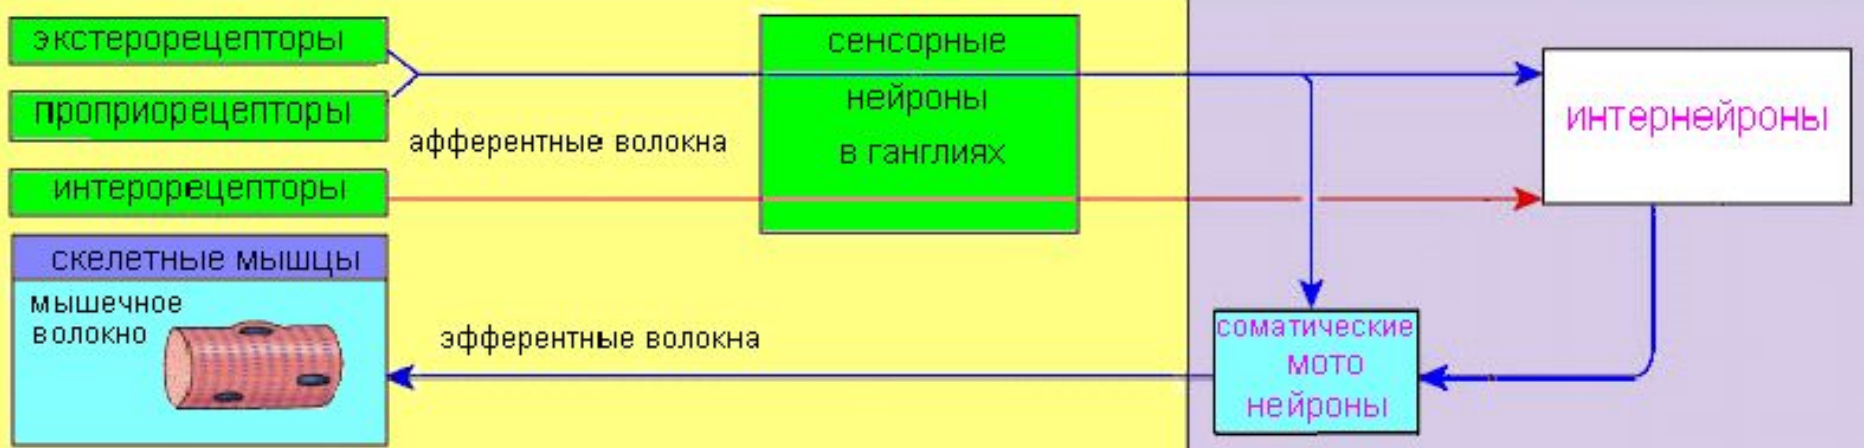 экстерорецепторы
проприорецепторы
интерорецепторы
афферентные волокна
сенсорные
нейроны
в ганглиях
интернейроны
скелетные мышцы
мышечное
волокно
эфферентные волокна
соматические
мото
нейроны